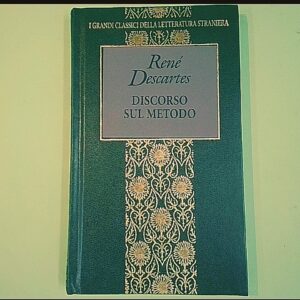 I GRANDI CLASSICI DELLA LETTERATURA STRANIERA
René
Descartes
DISCORSO
SUL METODO